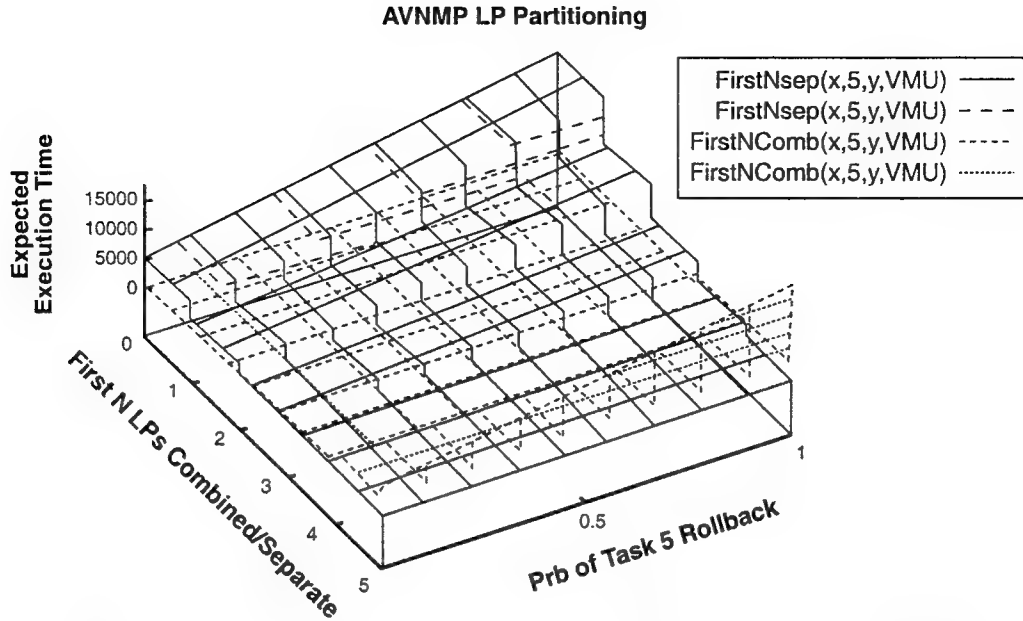 AVNMP LP Partitioning
FirstNsep(x,5,y,VMU)
FirstNsep(x,5,y,VMU)
FirstNComb(x,5,y,VMU)
FirstNComb(x,5,y,VMU)
Expected
Execution Time
15000
10000
5000
0
0
1
2
3
4
5
First N LPs Combined/Separate
0.5
1
Prb of Task 5 Rollback